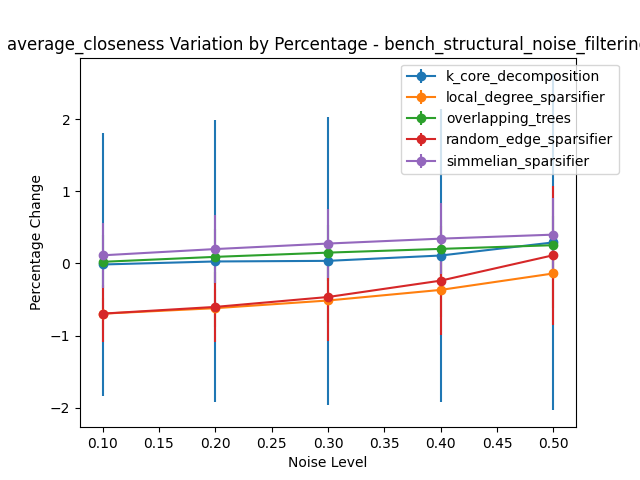 average_closeness Variation by Percentage - bench_structural_noise_filtering
k_core_decomposition
local_degree_sparsifier
overlapping_trees
random_edge_sparsifier
simmelian_sparsifier
Percentage Change
2
1
0
−1
−2
0.10 0.15 0.20 0.25 0.30 0.35 0.40 0.45 0.50
Noise Level